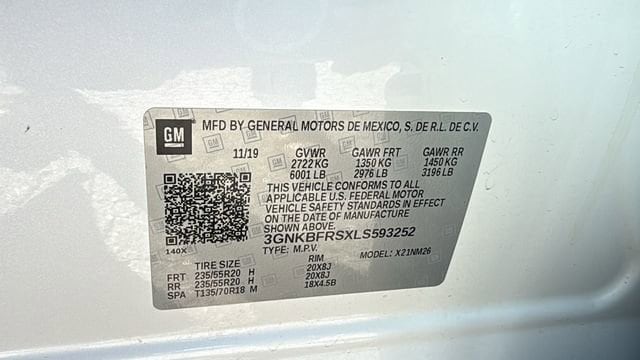 GM MFD BY GENERAL MOTORS DE MEXICO, S. DE R.L. DE C.V.
11/19 GVWR GAWR FRT GAWR RR
2722 KG 1350 KG 1450 KG
6001 LB 2976 LB 3196 LB
THIS VEHICLE CONFORMS TO ALL
APPLICABLE U.S. FEDERAL MOTOR
VEHICLE SAFETY STANDARDS IN EFFECT
ON THE DATE OF MANUFACTURE
SHOWN ABOVE.
3GNKBFRSXLS593252
140X TYPE: M.P.V. MODEL: X21NM26
TIRE SIZE RIM
FRT 235/55R20 H 20X8J
RR 235/55R20 H 20X8J
SPA T135/70R18 M 18X4.5B